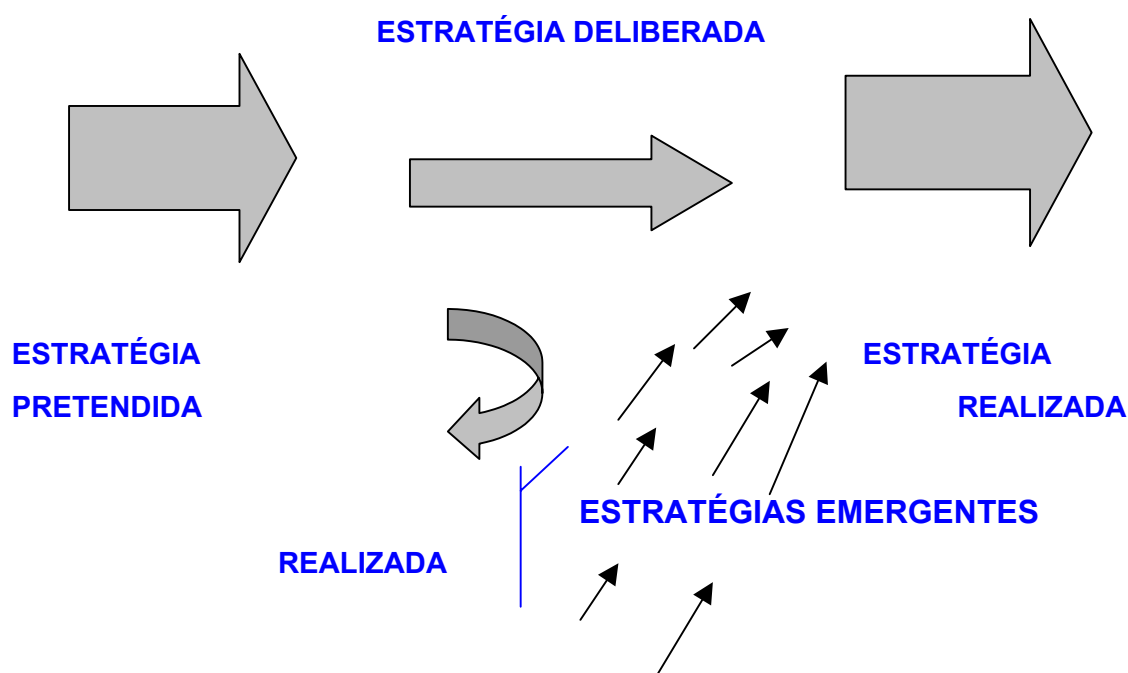 ESTRATÉGIA DELIBERADA
ESTRATÉGIA
PRETENDIDA
ESTRATÉGIA
REALIZADA
ESTRATÉGIAS EMERGENTES
REALIZADA